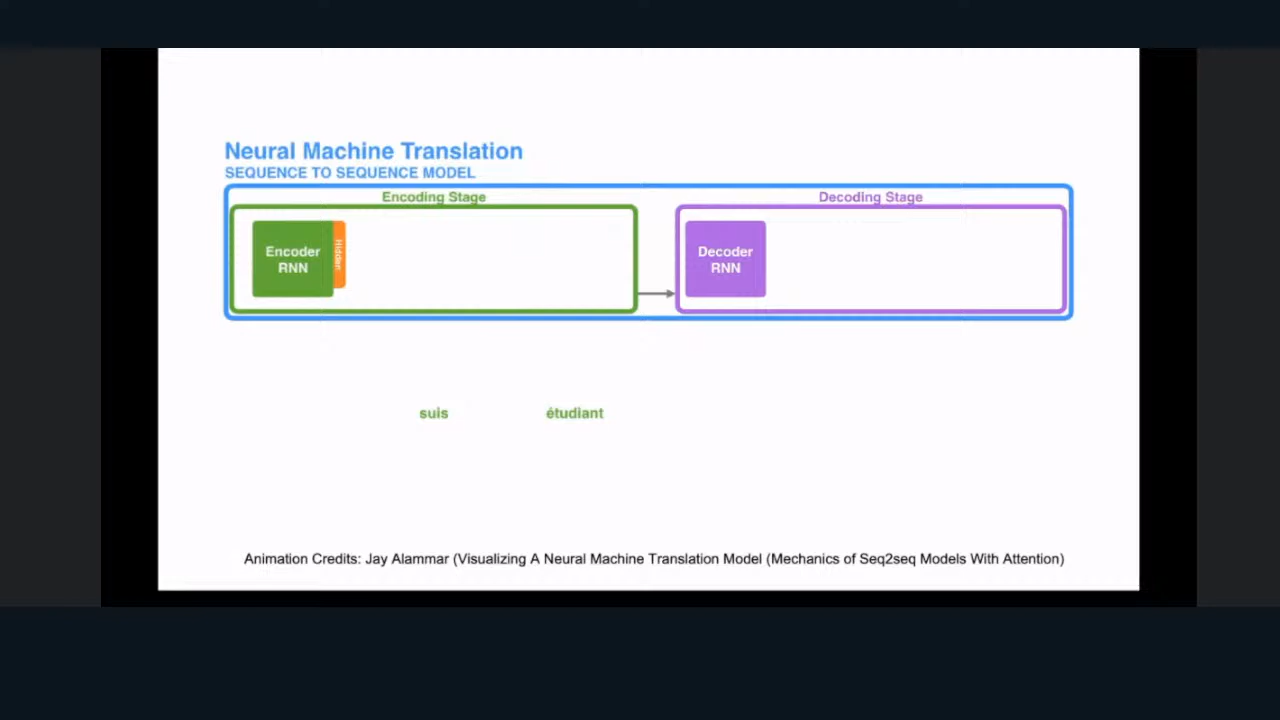 Neural Machine Translation
SEQUENCE TO SEQUENCE MODEL
Encoding Stage
Decoding Stage
Encoder
RNN
Hidden
Decoder
RNN
suis
étudiant
Animation Credits: Jay Alammar (Visualizing A Neural Machine Translation Model (Mechanics of Seq2seq Models With Attention)